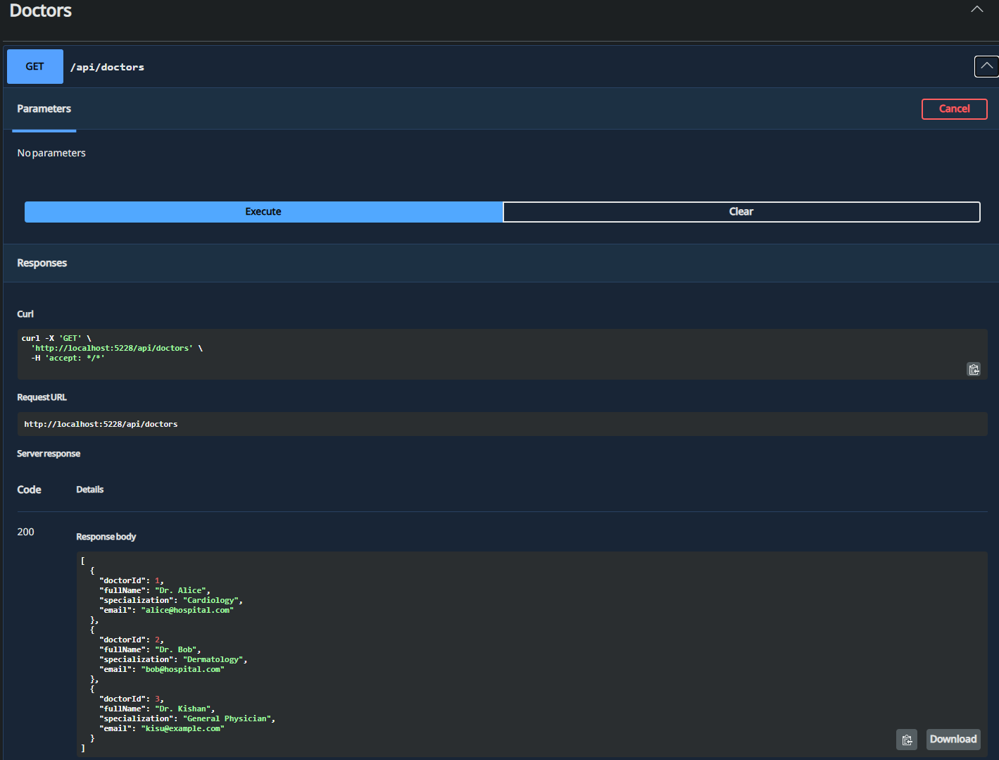 Doctors
GET /api/doctors
Parameters
Cancel
No parameters
Execute
Clear
Responses
Curl
curl -X 'GET' \
  'http://localhost:5228/api/doctors' \
  -H 'accept: */*'
Request URL
http://localhost:5228/api/doctors
Server response
Code Details
200
Response body
[
  {
    "doctorId": 1,
    "fullName": "Dr. Alice",
    "specialization": "Cardiology",
    "email": "alice@hospital.com"
  },
  {
    "doctorId": 2,
    "fullName": "Dr. Bob",
    "specialization": "Dermatology",
    "email": "bob@hospital.com"
  },
  {
    "doctorId": 3,
    "fullName": "Dr. Kishan",
    "specialization": "General Physician",
    "email": "kisu@example.com"
  }
]
Download